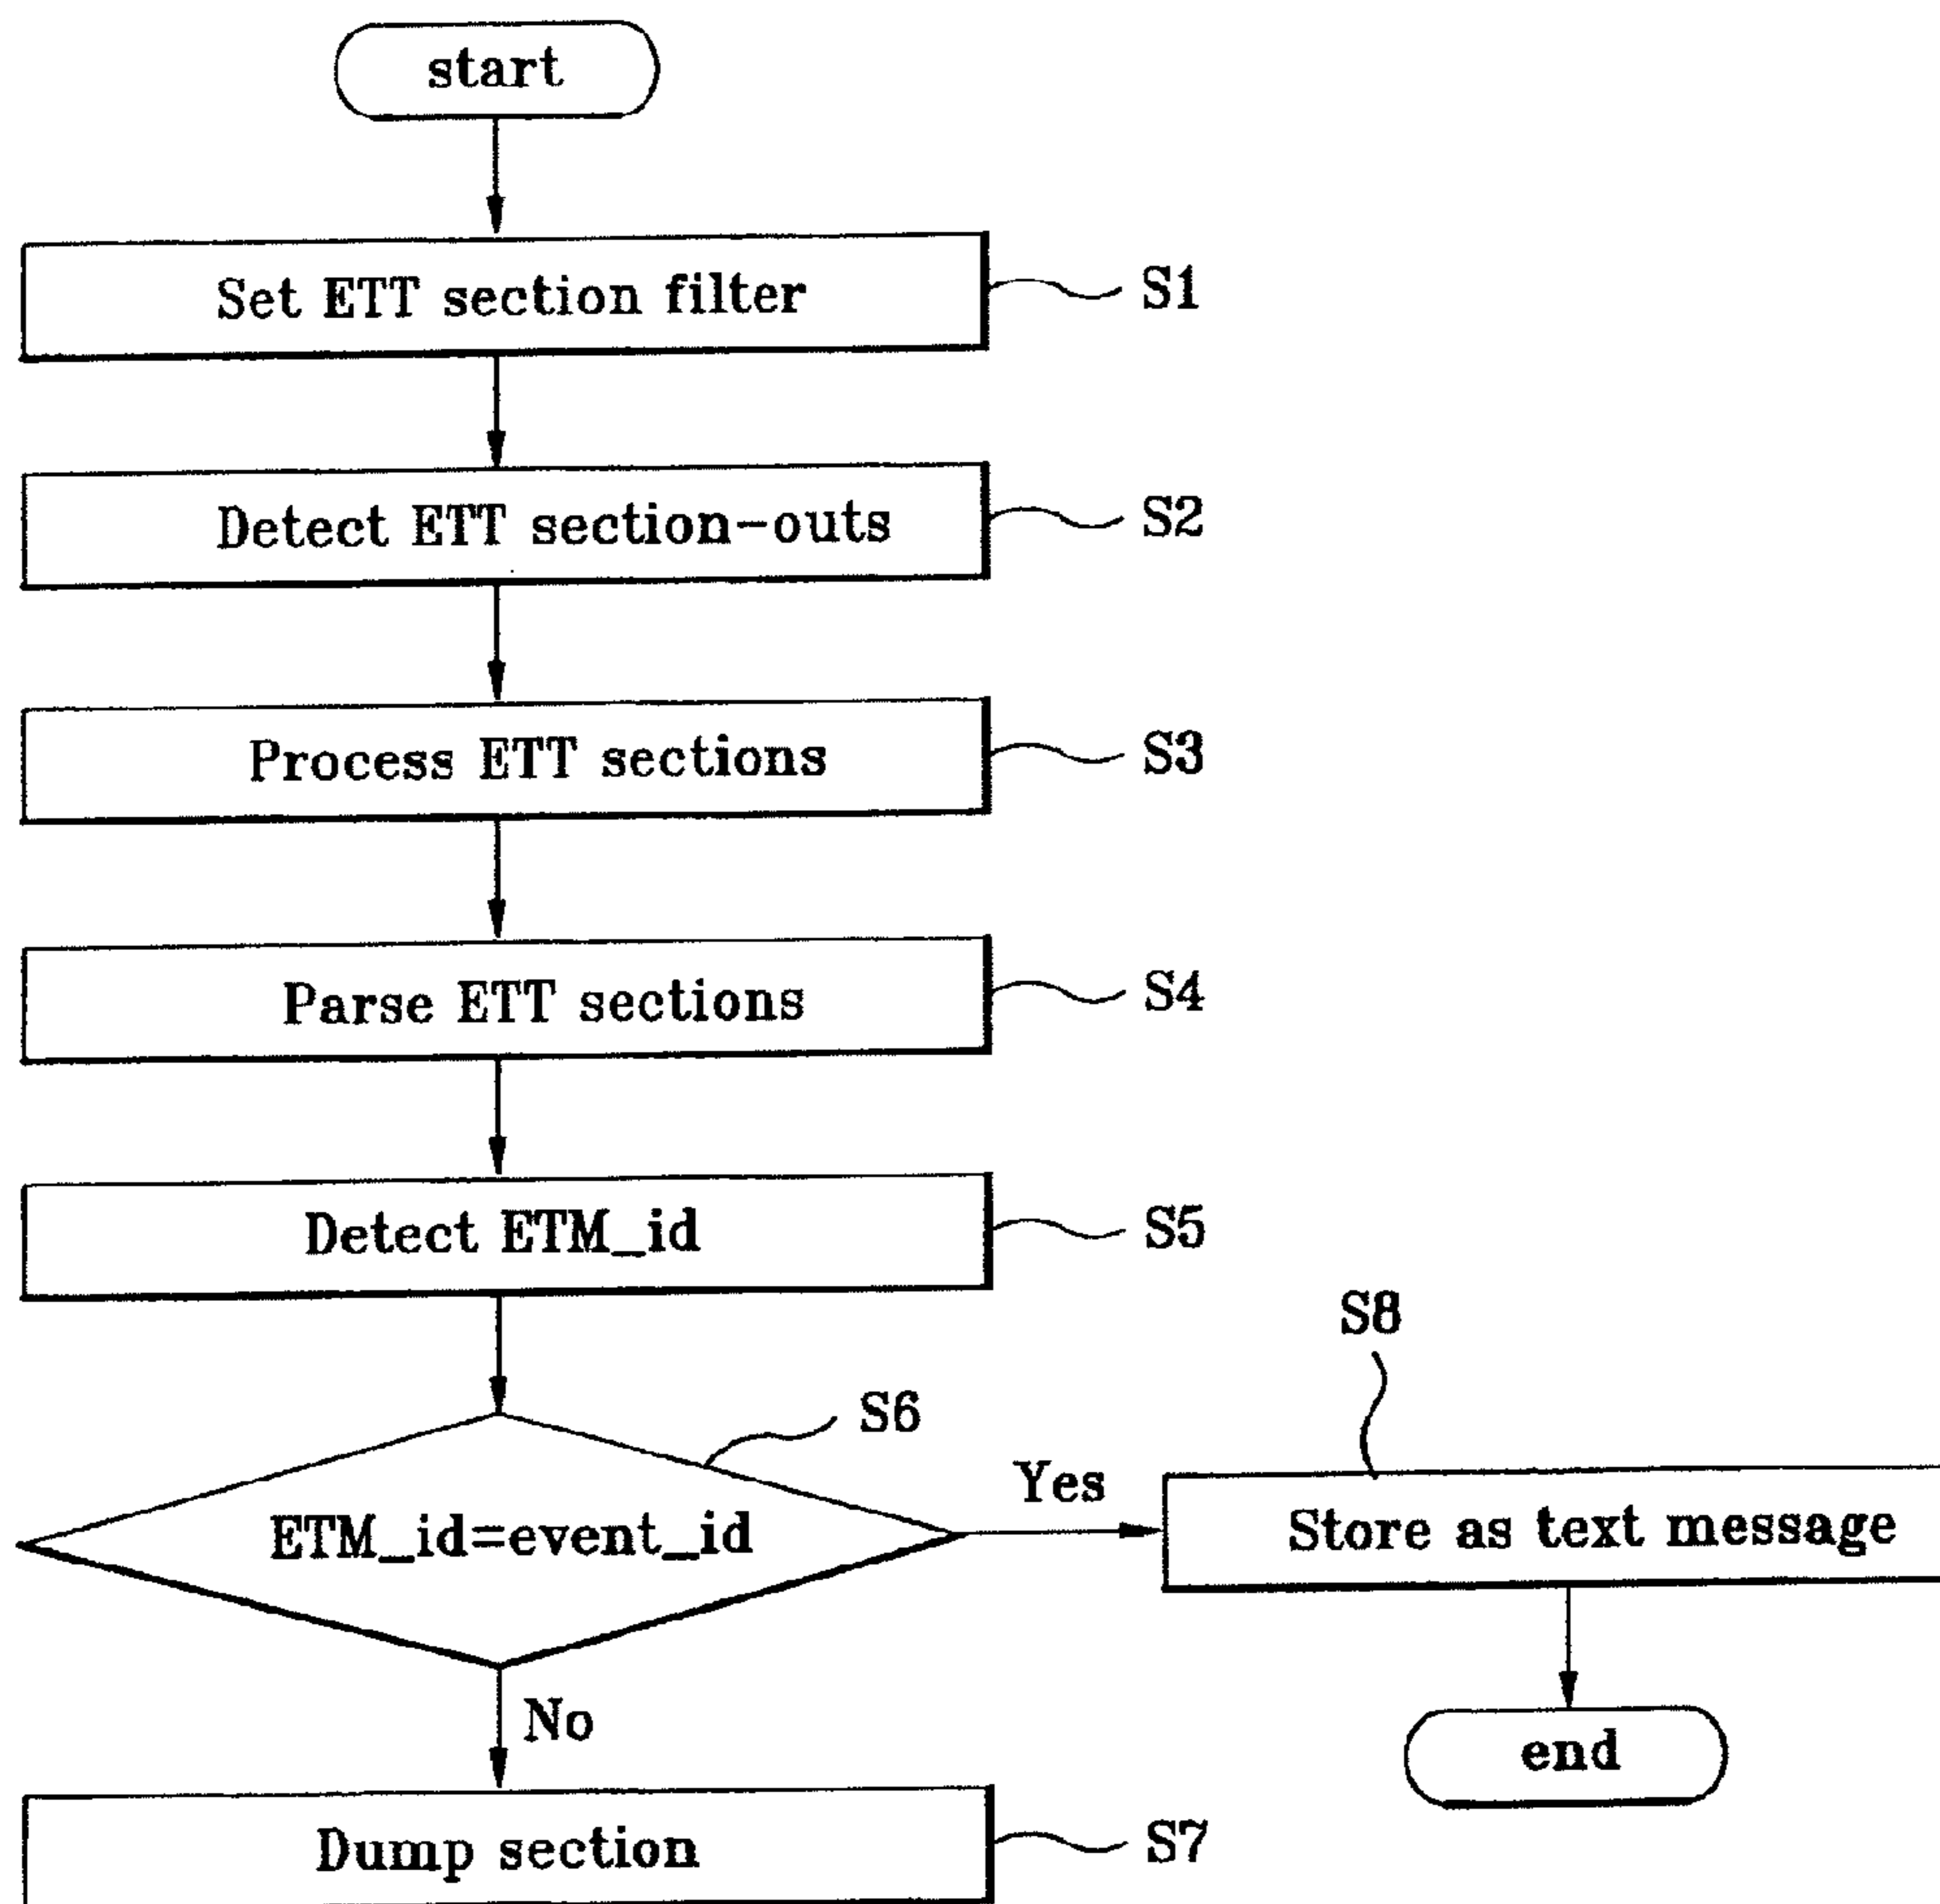 start
Set ETT section filter
S1
Detect ETT section-outs
S2
Process ETT sections
S3
Parse ETT sections
S4
Detect ETM_id
S5
S8
S6
ETM_id=event_id
Yes
Store as text message
No
end
Dump section
S7